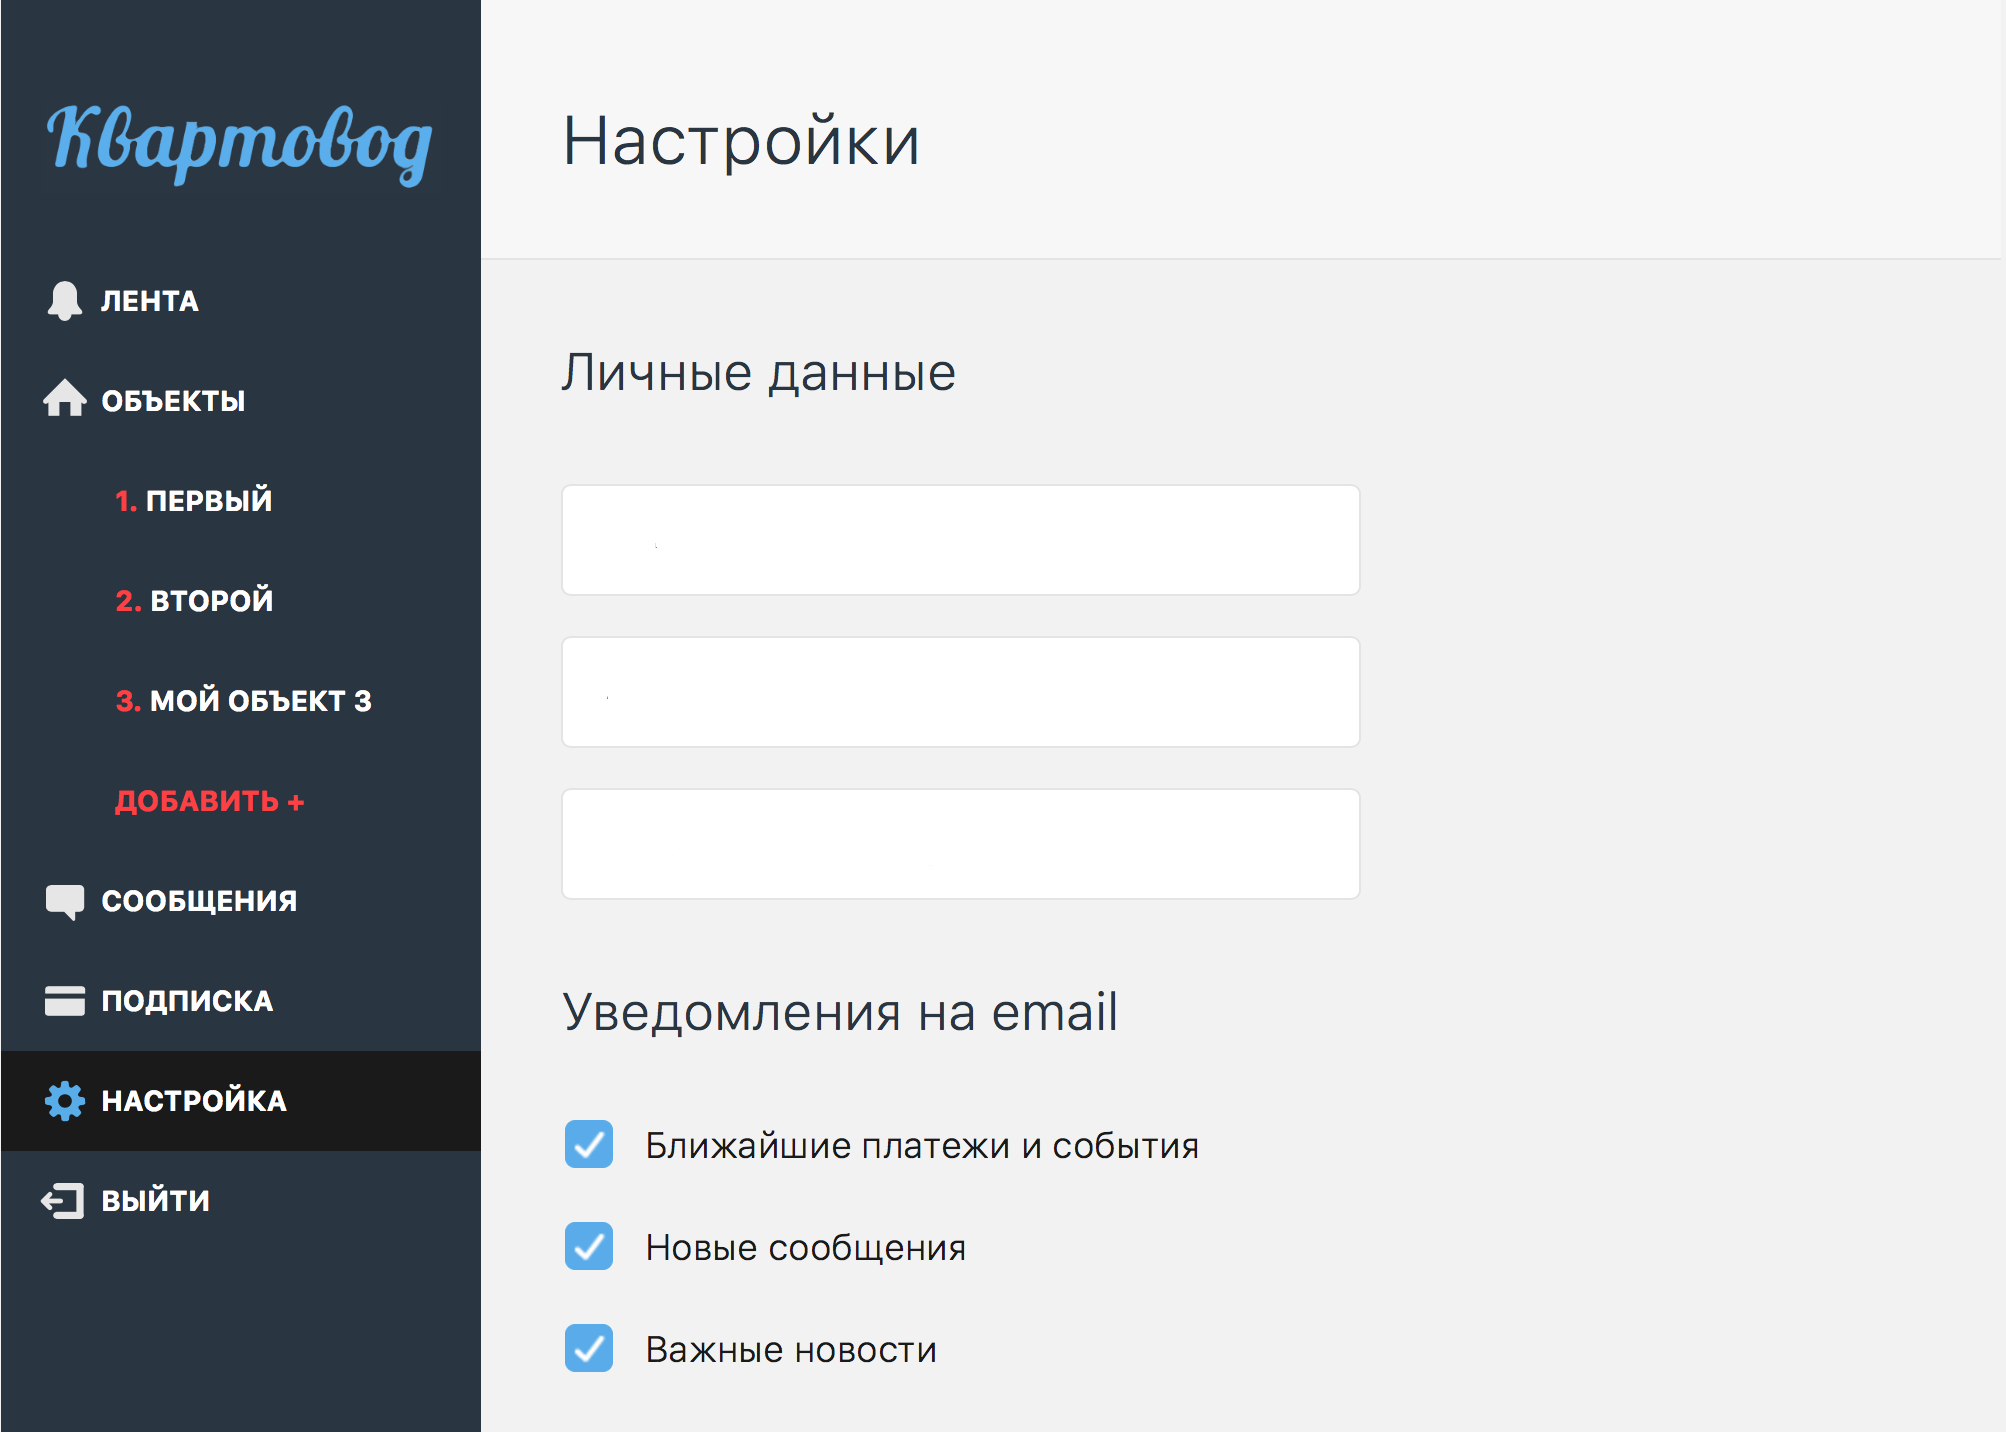 Квартовод
ЛЕНТА
ОБЪЕКТЫ
1. ПЕРВЫЙ
2. ВТОРОЙ
3. МОЙ ОБЪЕКТ 3
ДОБАВИТЬ +
СООБЩЕНИЯ
ПОДПИСКА
НАСТРОЙКА
ВЫЙТИ
Настройки
Личные данные
Уведомления на email
Ближайшие платежи и события
Новые сообщения
Важные новости